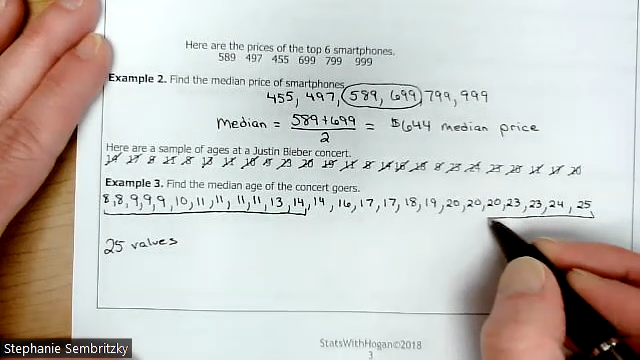 Here are the prices of the top 6 smartphones.
589 497 455 699 799 999
Example 2. Find the median price of smartphones
455, 497, 589, 699, 799, 999
Median = 589+699 / 2 = $644 median price
Here are a sample of ages at a Justin Bieber concert.
Example 3. Find the median age of the concert goers.
8,8,9,9,9,10,11,11,11,11,13,14,14,16,17,17,18,19,20,20,20,23,23,24,25
25 values
StatsWithHogan©2018
3
Stephanie Sembritzky